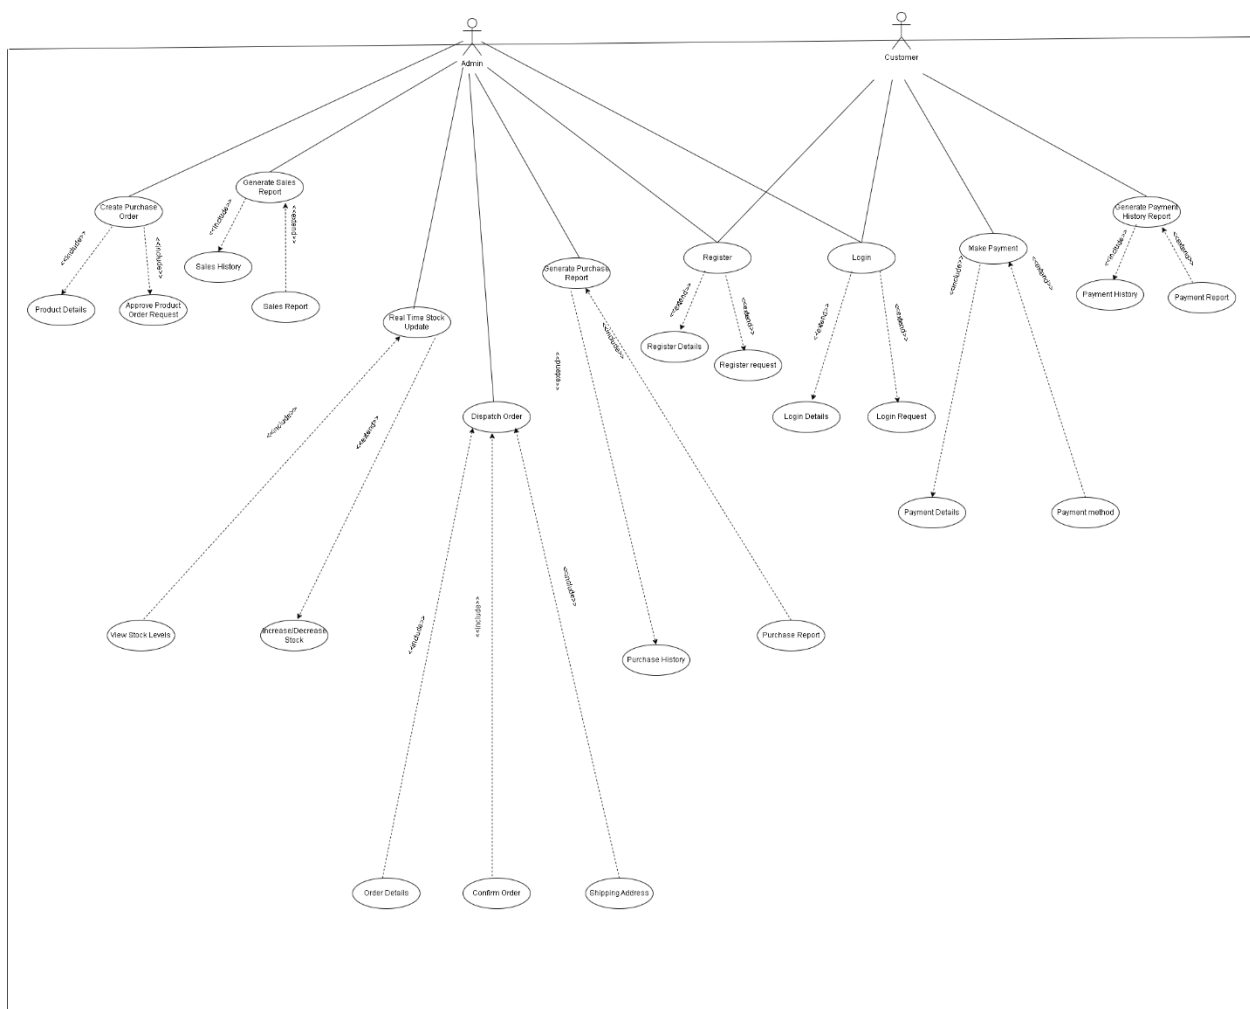 Admin
Customer
Generate Sales
Report
Create Purchase
Order
Generate Payment
History Report
<<include>>
<<extend>>
<<include>>
<<include>>
Make Payment
Register
Login
Generate Purchase
Report
<<include>>
<<extend>>
<<include>>
<<extend>>
Sales History
<<extend>>
<<extend>>
<<extend>>
<<extend>>
Payment History
Payment Report
Product Details
Approve Product
Order Request
Sales Report
Real Time Stock
Update
<<include>>
Register Details
Register request
<<extend>>
<<include>>
<<extend>>
Dispatch Order
Login Details
Login Request
Payment Details
Payment method
<<include>>
<<include>>
<<include>>
View Stock Levels
Increase/Decrease
Stock
Purchase History
Purchase Report
Order Details
Confirm Order
Shipping Address